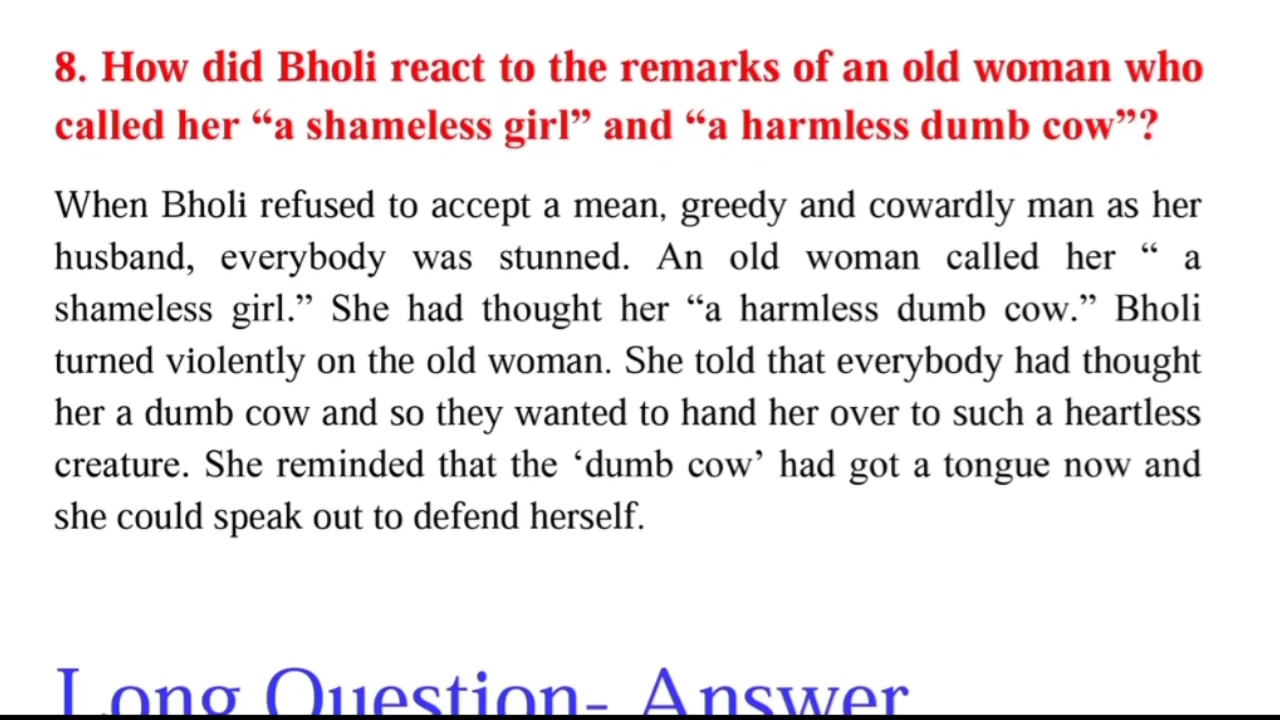 8. How did Bholi react to the remarks of an old woman who
called her “a shameless girl” and “a harmless dumb cow”?
When Bholi refused to accept a mean, greedy and cowardly man as her
husband, everybody was stunned. An old woman called her “ a
shameless girl.” She had thought her “a harmless dumb cow.” Bholi
turned violently on the old woman. She told that everybody had thought
her a dumb cow and so they wanted to hand her over to such a heartless
creature. She reminded that the ‘dumb cow’ had got a tongue now and
she could speak out to defend herself.
Long Question- Answer